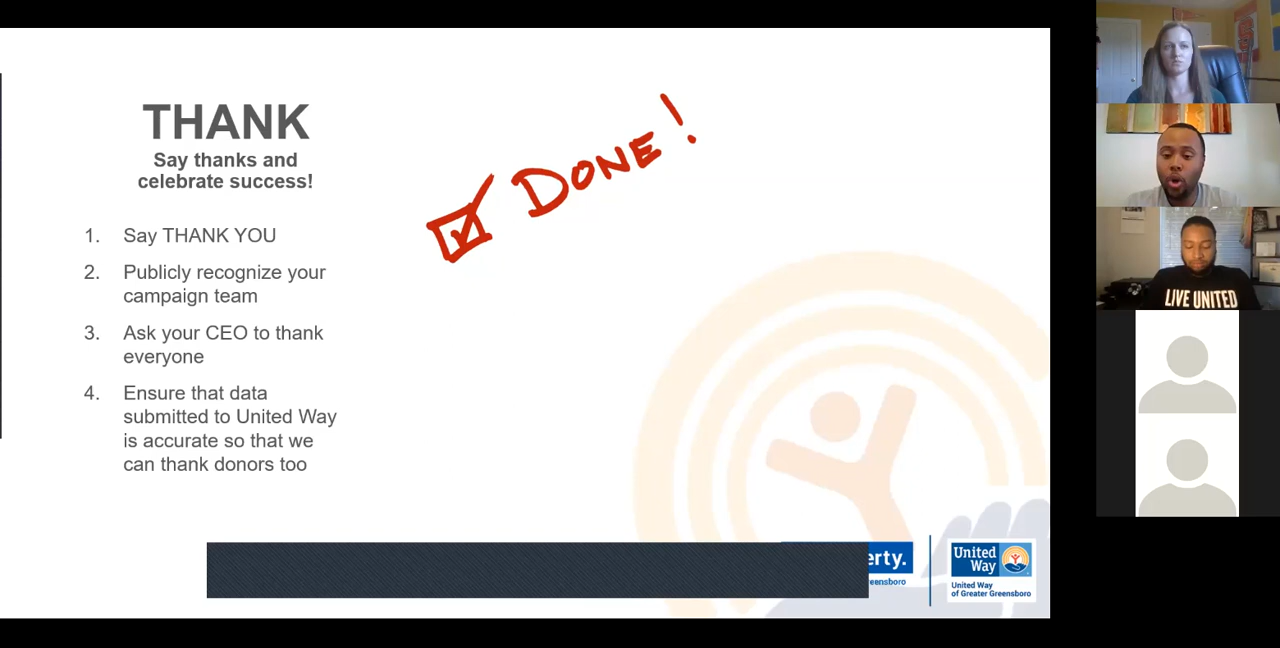 THANK
Say thanks and
celebrate success!
DONE!
1. Say THANK YOU
2. Publicly recognize your
campaign team
3. Ask your CEO to thank
everyone
4. Ensure that data
submitted to United Way
is accurate so that we
can thank donors too
LIVE UNITED
erty.
eensboro
United
Way
United Way
of Greater Greensboro